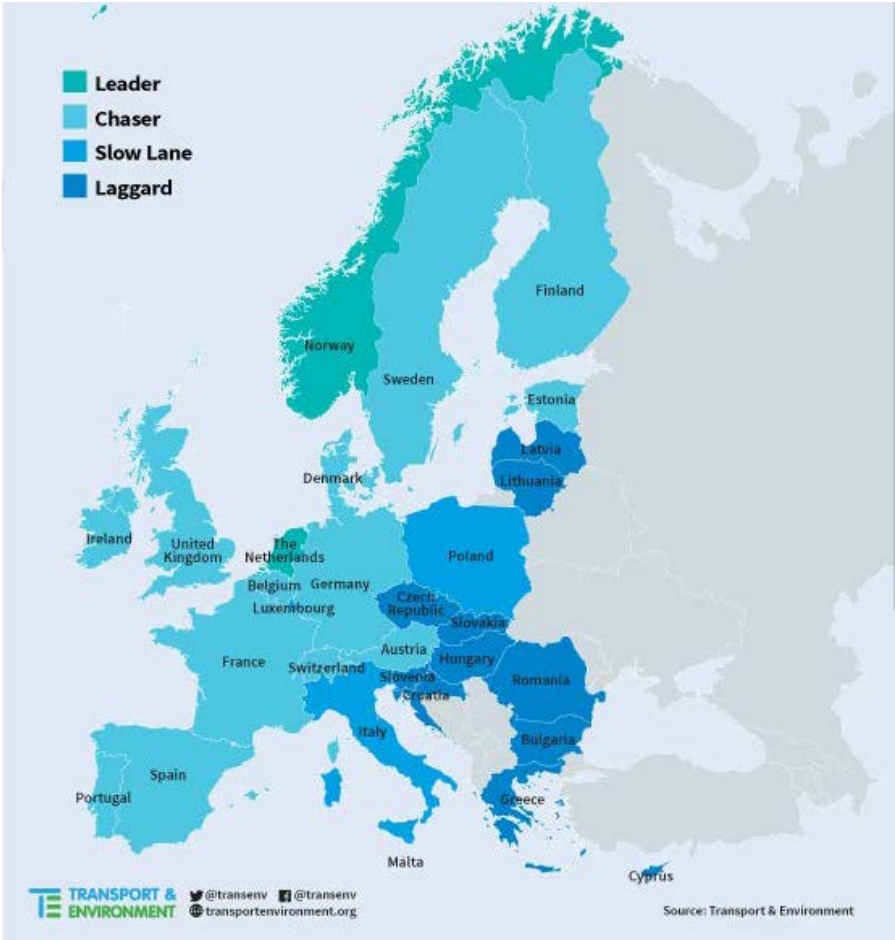 Leader
Chaser
Slow Lane
Laggard
Finland
Norway
Sweden
Estonia
Latvia
Denmark
Lithuania
Ireland
United
Kingdom
The
Netherlands
Poland
Belgium
Germany
Czech
Republic
Luxembourg
Slovakia
Austria
France
Switzerland
Hungary
Slovenia
Romania
Croatia
Italy
Bulgaria
Spain
Portugal
Greece
Malta
Cyprus
TE TRANSPORT &
ENVIRONMENT
@transenv @transenv
transportenvironment.org
Source: Transport & Environment